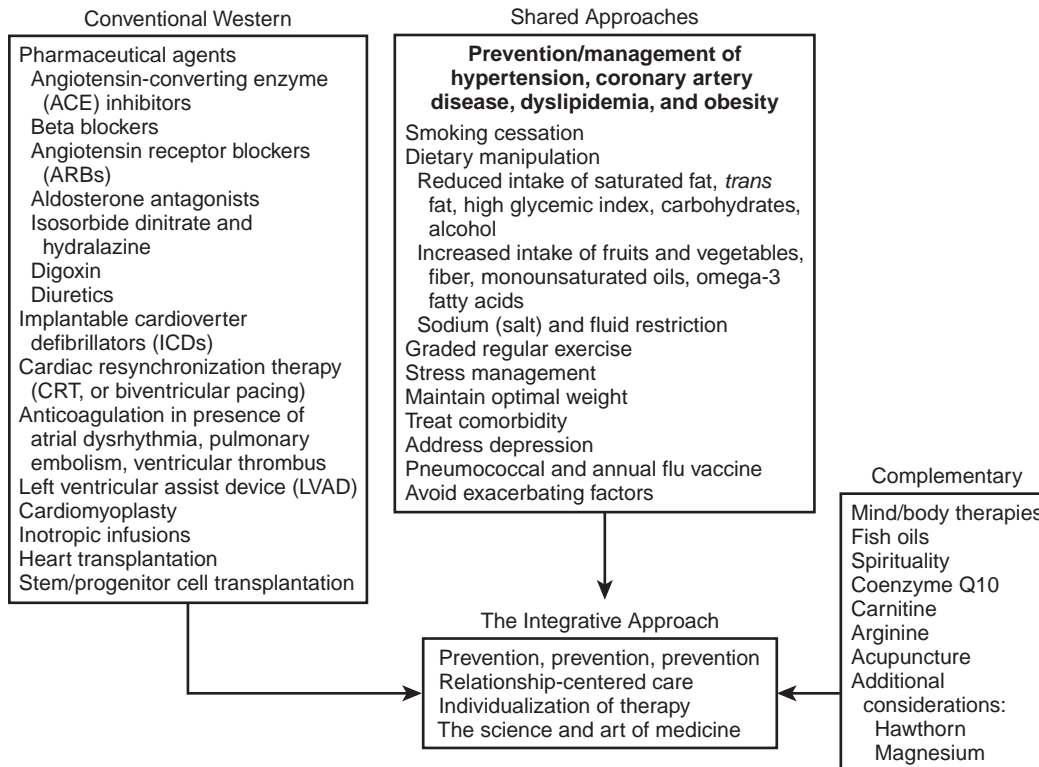 Conventional Western
Pharmaceutical agents
Angiotensin-converting enzyme
(ACE) inhibitors
Beta blockers
Angiotensin receptor blockers
(ARBs)
Aldosterone antagonists
Isosorbide dinitrate and
hydralazine
Digoxin
Diuretics
Implantable cardioverter
defibrillators (ICDs)
Cardiac resynchronization therapy
(CRT, or biventricular pacing)
Anticoagulation in presence of
atrial dysrhythmia, pulmonary
embolism, ventricular thrombus
Left ventricular assist device (LVAD)
Cardiomyoplasty
Inotropic infusions
Heart transplantation
Stem/progenitor cell transplantation
Shared Approaches
Prevention/management of
hypertension, coronary artery
disease, dyslipidemia, and obesity
Smoking cessation
Dietary manipulation
Reduced intake of saturated fat, trans
fat, high glycemic index, carbohydrates,
alcohol
Increased intake of fruits and vegetables,
fiber, monounsaturated oils, omega-3
fatty acids
Sodium (salt) and fluid restriction
Graded regular exercise
Stress management
Maintain optimal weight
Treat comorbidity
Address depression
Pneumococcal and annual flu vaccine
Avoid exacerbating factors
Complementary
Mind/body therapies
Fish oils
Spirituality
Coenzyme Q10
Carnitine
Arginine
Acupuncture
Additional
considerations:
Hawthorn
Magnesium
The Integrative Approach
Prevention, prevention, prevention
Relationship-centered care
Individualization of therapy
The science and art of medicine